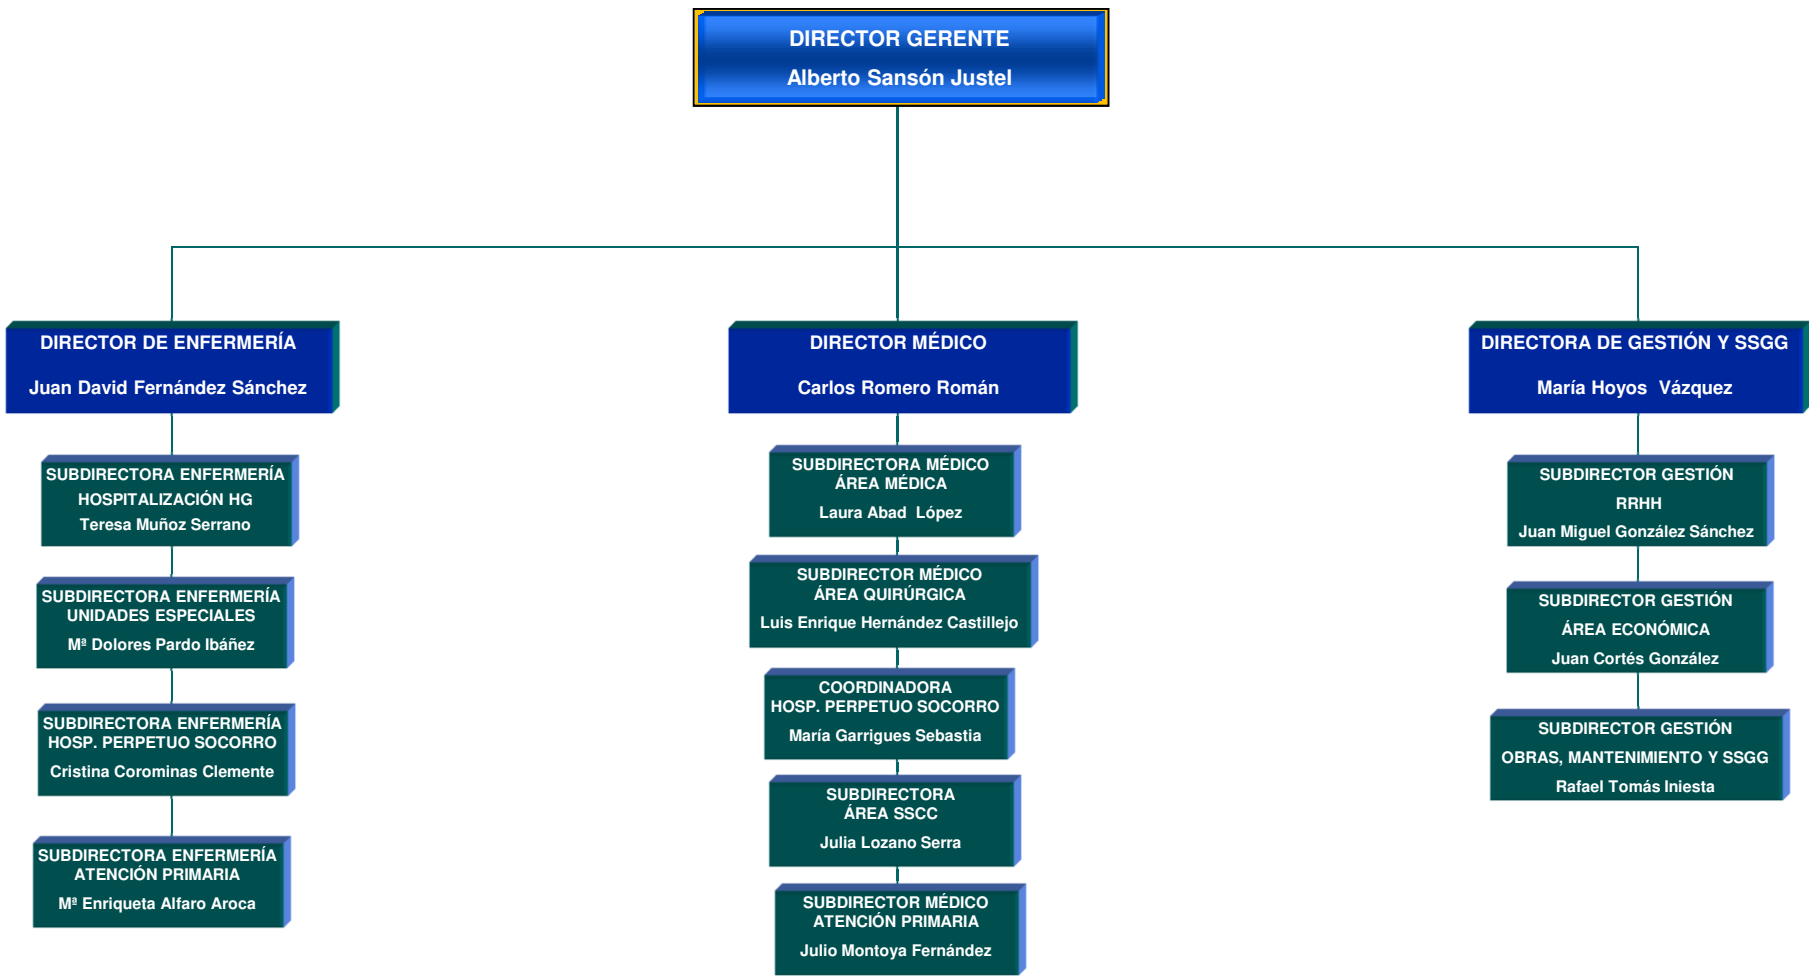 DIRECTOR GERENTE
Alberto Sansón Justel
DIRECTOR DE ENFERMERÍA
Juan David Fernández Sánchez
SUBDIRECTORA ENFERMERÍA
HOSPITALIZACIÓN HG
Teresa Muñoz Serrano
SUBDIRECTORA ENFERMERÍA
UNIDADES ESPECIALES
Mª Dolores Pardo Ibáñez
SUBDIRECTORA ENFERMERÍA
HOSP. PERPETUO SOCORRO
Cristina Corominas Clemente
SUBDIRECTORA ENFERMERÍA
ATENCIÓN PRIMARIA
Mª Enriqueta Alfaro Aroca
DIRECTOR MÉDICO
Carlos Romero Román
SUBDIRECTORA MÉDICO
ÁREA MÉDICA
Laura Abad López
SUBDIRECTOR MÉDICO
ÁREA QUIRÚRGICA
Luis Enrique Hernández Castillejo
COORDINADORA
HOSP. PERPETUO SOCORRO
María Garrigues Sebastia
SUBDIRECTORA
ÁREA SSCC
Julia Lozano Serra
SUBDIRECTOR MÉDICO
ATENCIÓN PRIMARIA
Julio Montoya Fernández
DIRECTORA DE GESTIÓN Y SSGG
María Hoyos Vázquez
SUBDIRECTOR GESTIÓN
RRHH
Juan Miguel González Sánchez
SUBDIRECTOR GESTIÓN
ÁREA ECONÓMICA
Juan Cortés González
SUBDIRECTOR GESTIÓN
OBRAS, MANTENIMIENTO Y SSGG
Rafael Tomás Iniesta